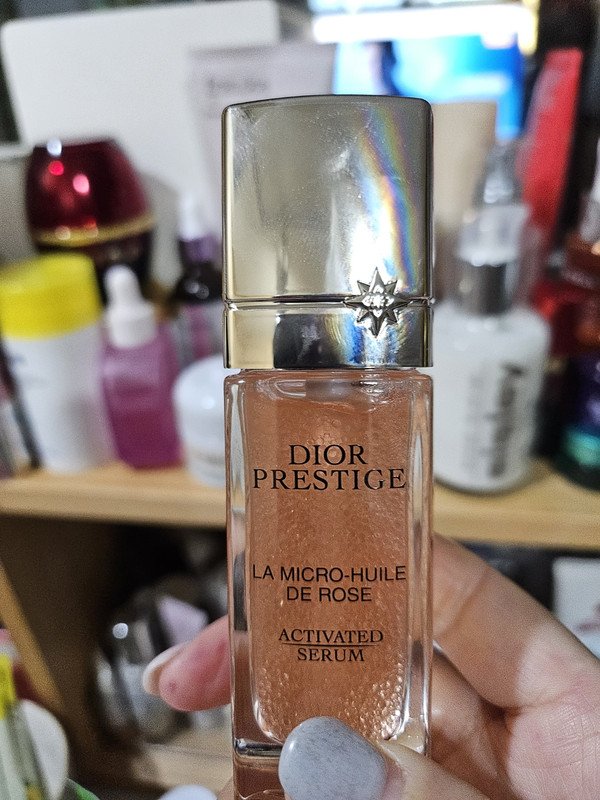 DIOR
PRESTIGE
LA MICRO-HUILE
DE ROSE
ACTIVATED
SERUM